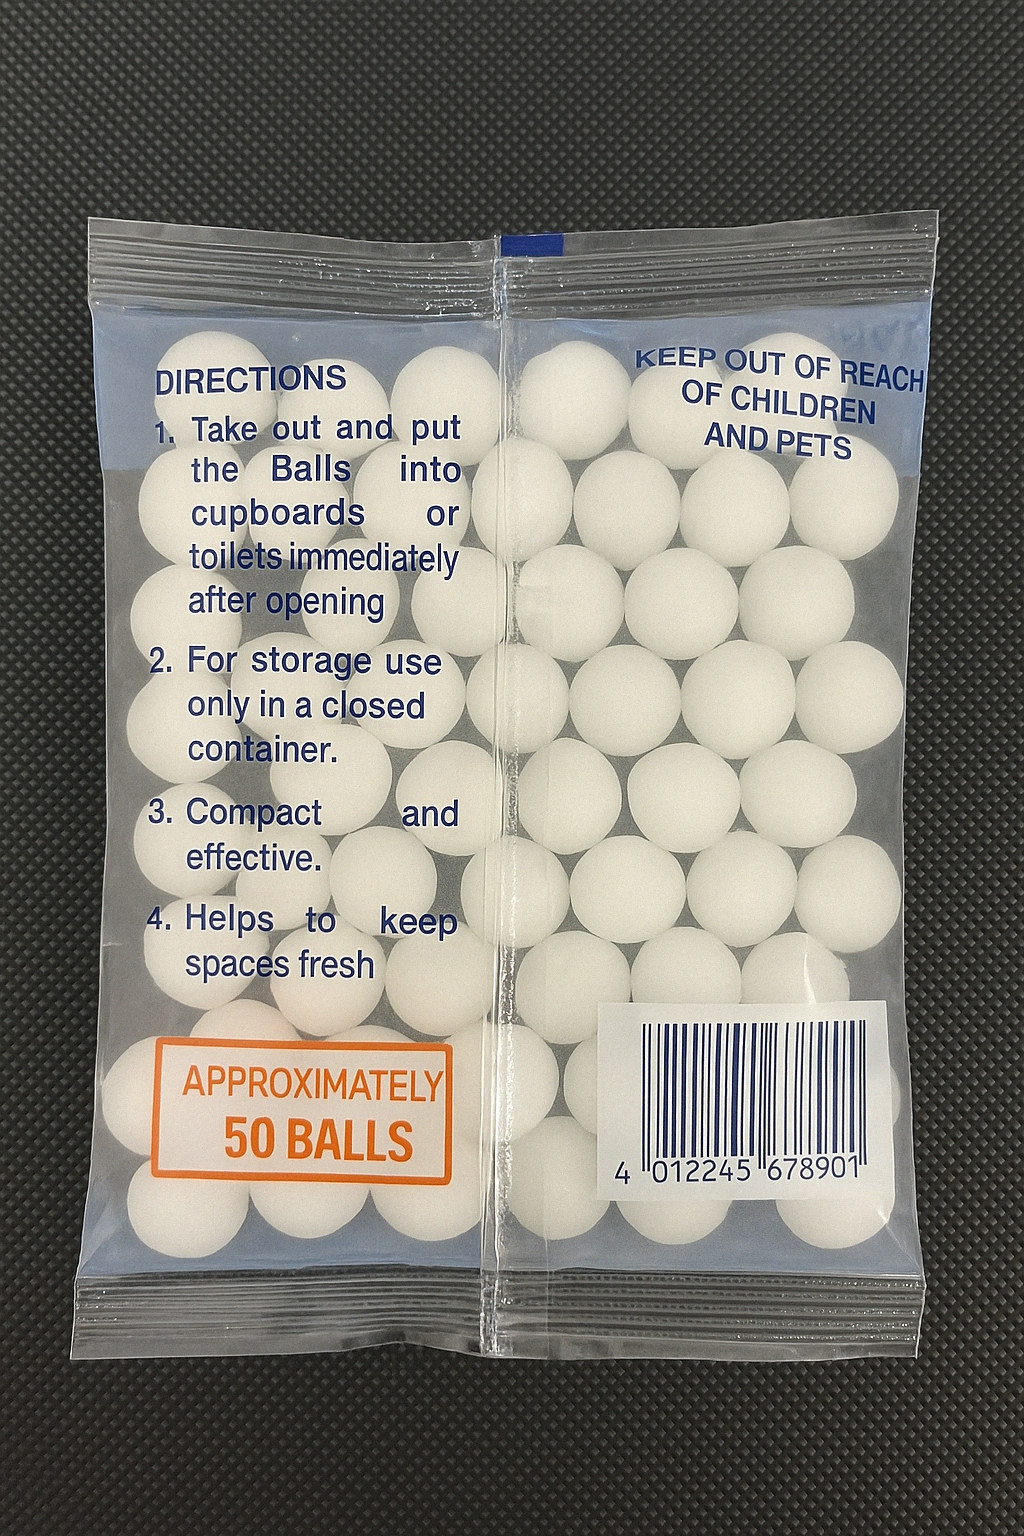 DIRECTIONS
1. Take out and put
the Balls into
cupboards or
toilets immediately
after opening
2. For storage use
only in a closed
container.
3. Compact and
effective.
4. Helps to keep
spaces fresh
KEEP OUT OF REACH
OF CHILDREN
AND PETS
APPROXIMATELY
50 BALLS
4 012245 678901